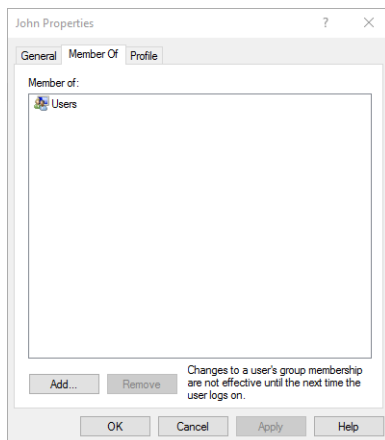 John Properties ?
General Member Of Profile
Member of:
Users
Changes to a user's group membership
are not effective until the next time the
user logs on.
Add... Remove
OK Cancel Apply Help